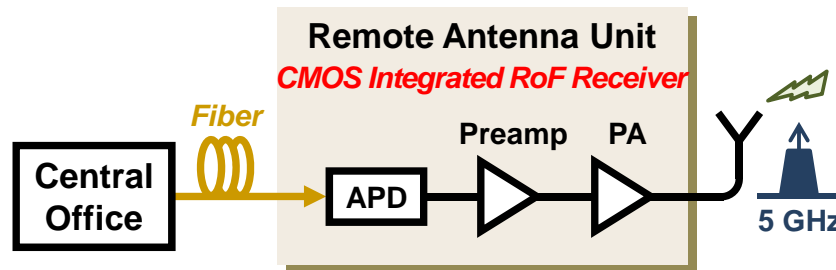 Remote Antenna Unit
CMOS Integrated RoF Receiver
Fiber
Preamp
PA
Central
Office
APD
5 GHz